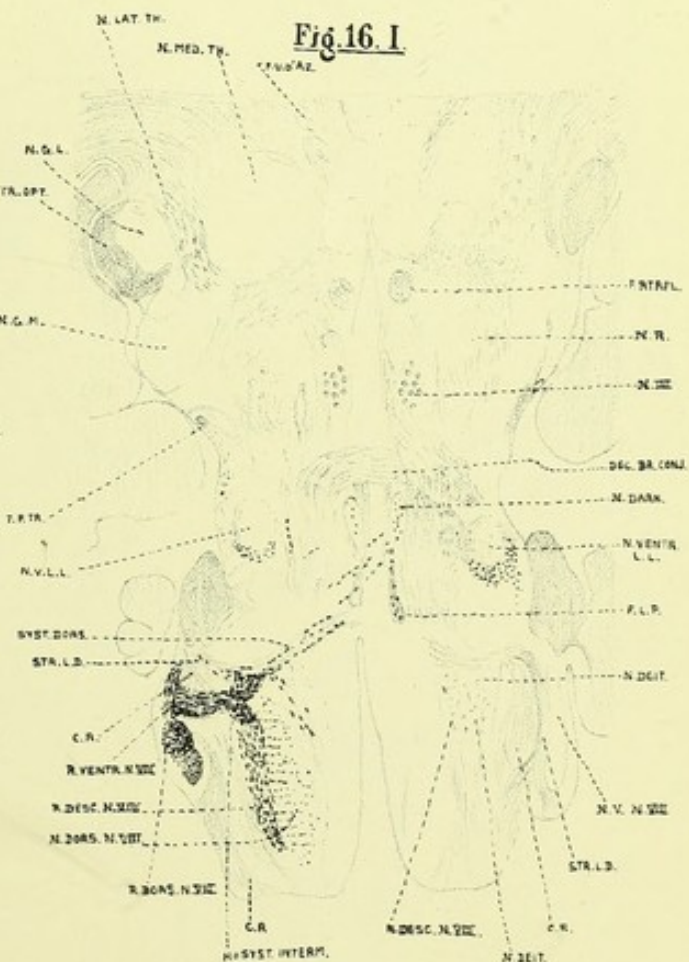 Fig. 16. I.
N. LAT. TH.
N. MED. TH.
N. G. L.
TR. OPT.
N. G. M.
N. R.
N. III
DEC. BR. CONJ.
N. DARK.
T. P. TR.
N. V. L. L.
N. VENTR.
L. L.
F. L. P.
SYST. DORS.
STR. L. D.
N. DEIT.
C. R.
R. VENTR. N. VIII
R. DESC. N. VIII
N. DORS. N. VIII
N. V. N. VIII
STR. L. D.
R. DORS. N. VIII
C. R.
SYST. INTERM.
R. DESC. N. VIII.
C. R.
N. DEIT.